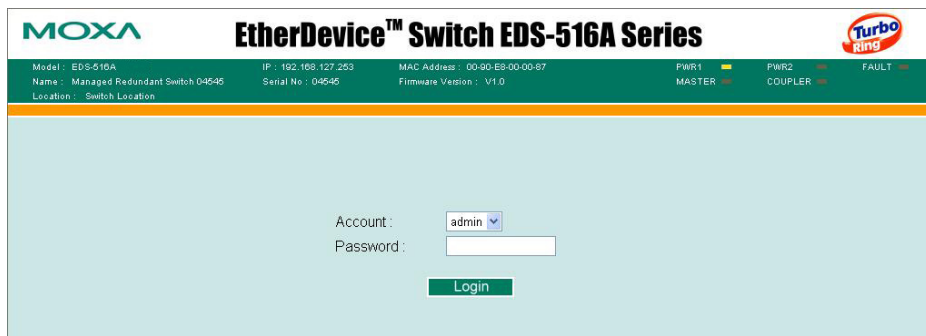 MOXA EtherDevice™ Switch EDS-516A Series Turbo Ring
Model : EDS-516A IP : 192.168.127.253 MAC Address : 00-90-E8-00-00-87 PWR1 PWR2 FAULT
Name : Managed Redundant Switch 04545 Serial No : 04545 Firmware Version : V1.0 MASTER COUPLER
Location : Switch Location
Account : admin
Password :
Login